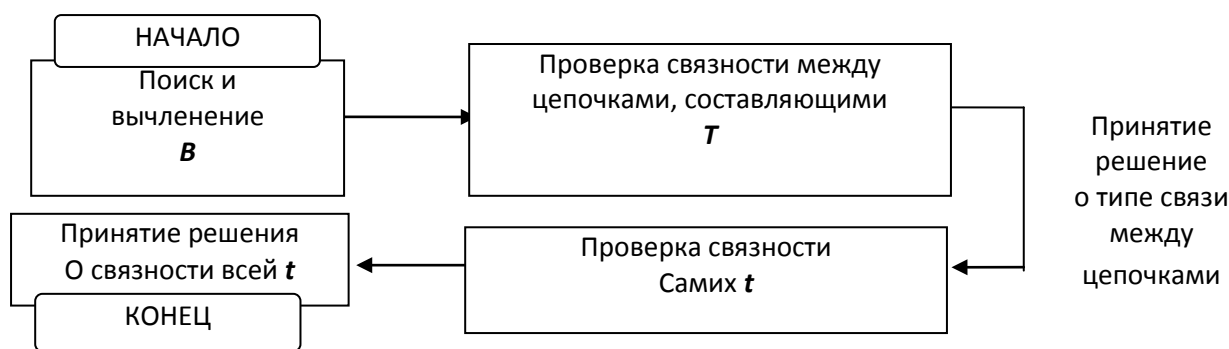 НАЧАЛО
Поиск и
вычленение
B
Проверка связности между
цепочками, составляющими
T
Принятие
решение
о типе связи
между
цепочками
Проверка связности
Самих t
Принятие решения
О связности всей t
КОНЕЦ